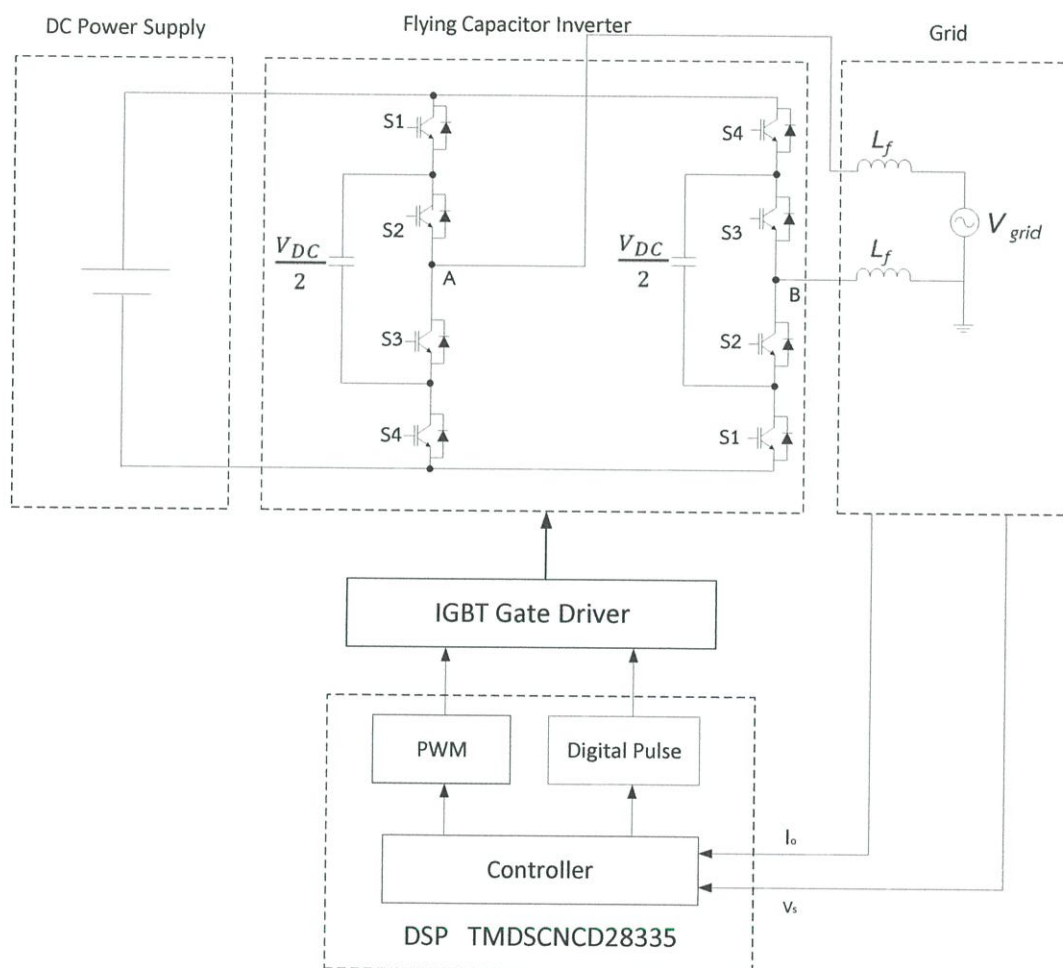 DC Power Supply
Flying Capacitor Inverter
Grid
S1
S4
L_f
S2
S3
V_DC
2
V_DC
2
V_grid
A
L_f
B
S3
S2
S4
S1
IGBT Gate Driver
PWM
Digital Pulse
I₀
Controller
Vₛ
DSP TMDSCNCD28335